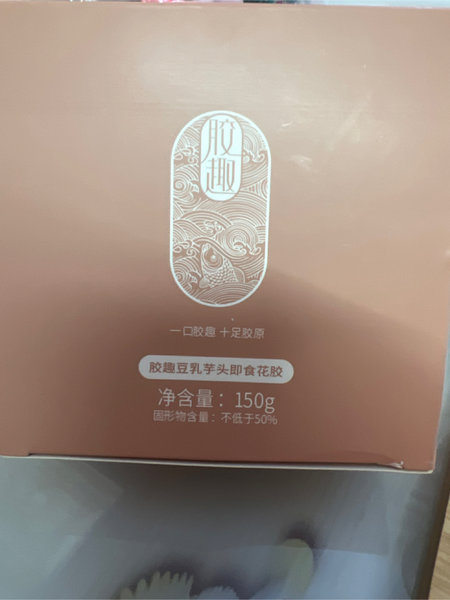 胶趣
一口胶趣 十足胶原
胶趣豆乳芋头即食花胶
净含量：150g
固形物含量：不低于50%